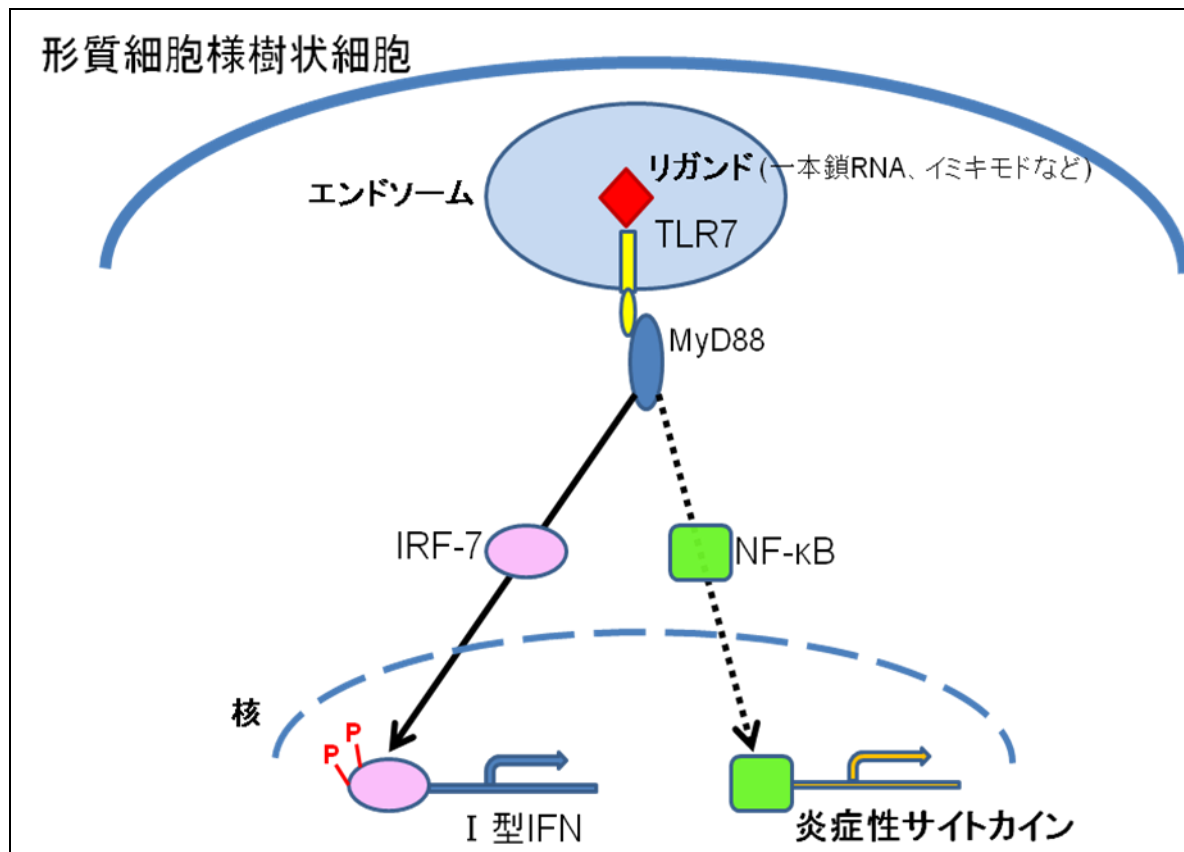 形質細胞様樹状細胞
リガンド(一本鎖RNA、イミキモドなど)
エンドソーム
TLR7
MyD88
IRF-7
NF-κB
核
P
P
Ⅰ型IFN
炎症性サイトカイン